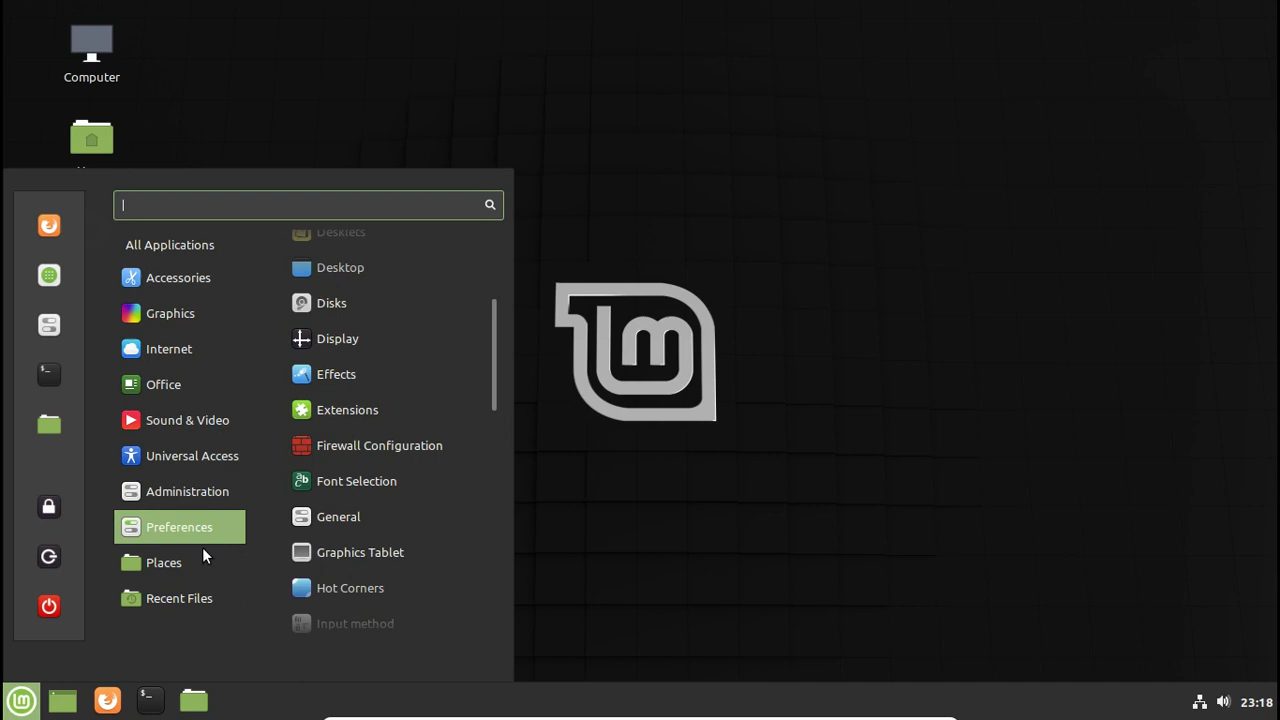 Computer
All Applications
Accessories
Graphics
Internet
Office
Sound & Video
Universal Access
Administration
Preferences
Places
Recent Files
Desklets
Desktop
Disks
Display
Effects
Extensions
Firewall Configuration
Font Selection
General
Graphics Tablet
Hot Corners
Input method
lm
23:18